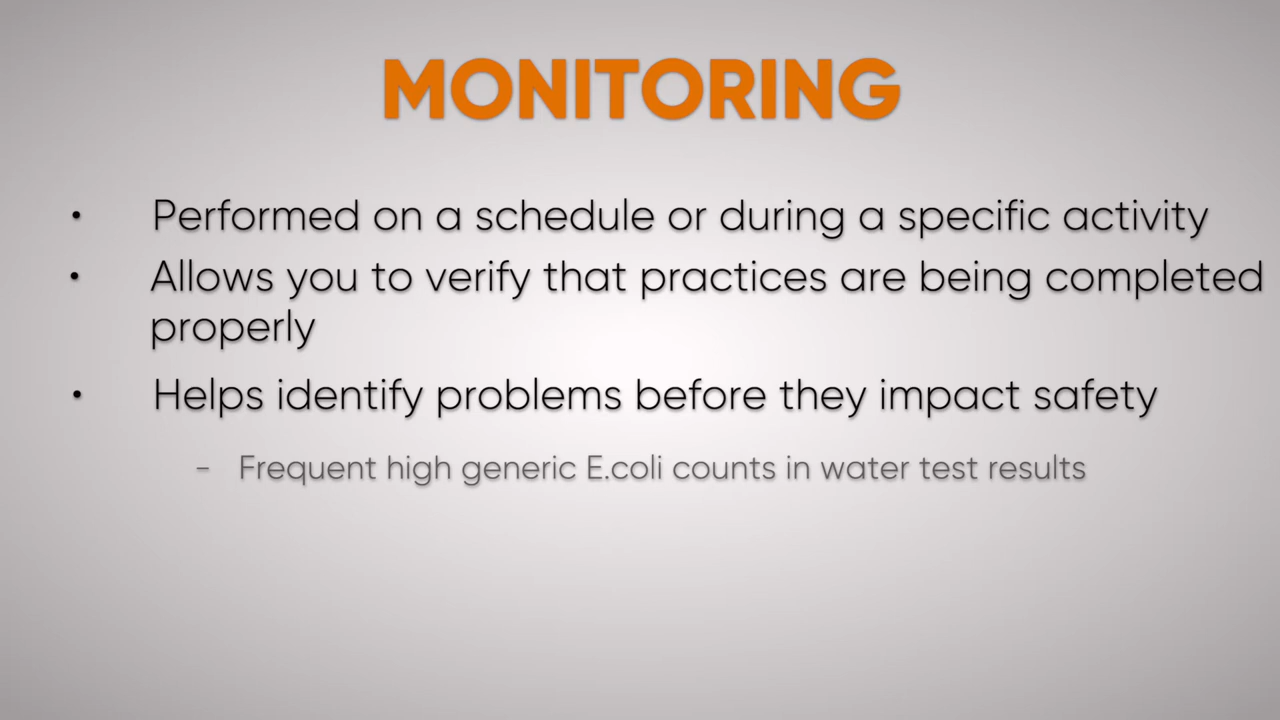 MONITORING
• Performed on a schedule or during a specific activity
• Allows you to verify that practices are being completed
properly
• Helps identify problems before they impact safety
– Frequent high generic E.coli counts in water test results